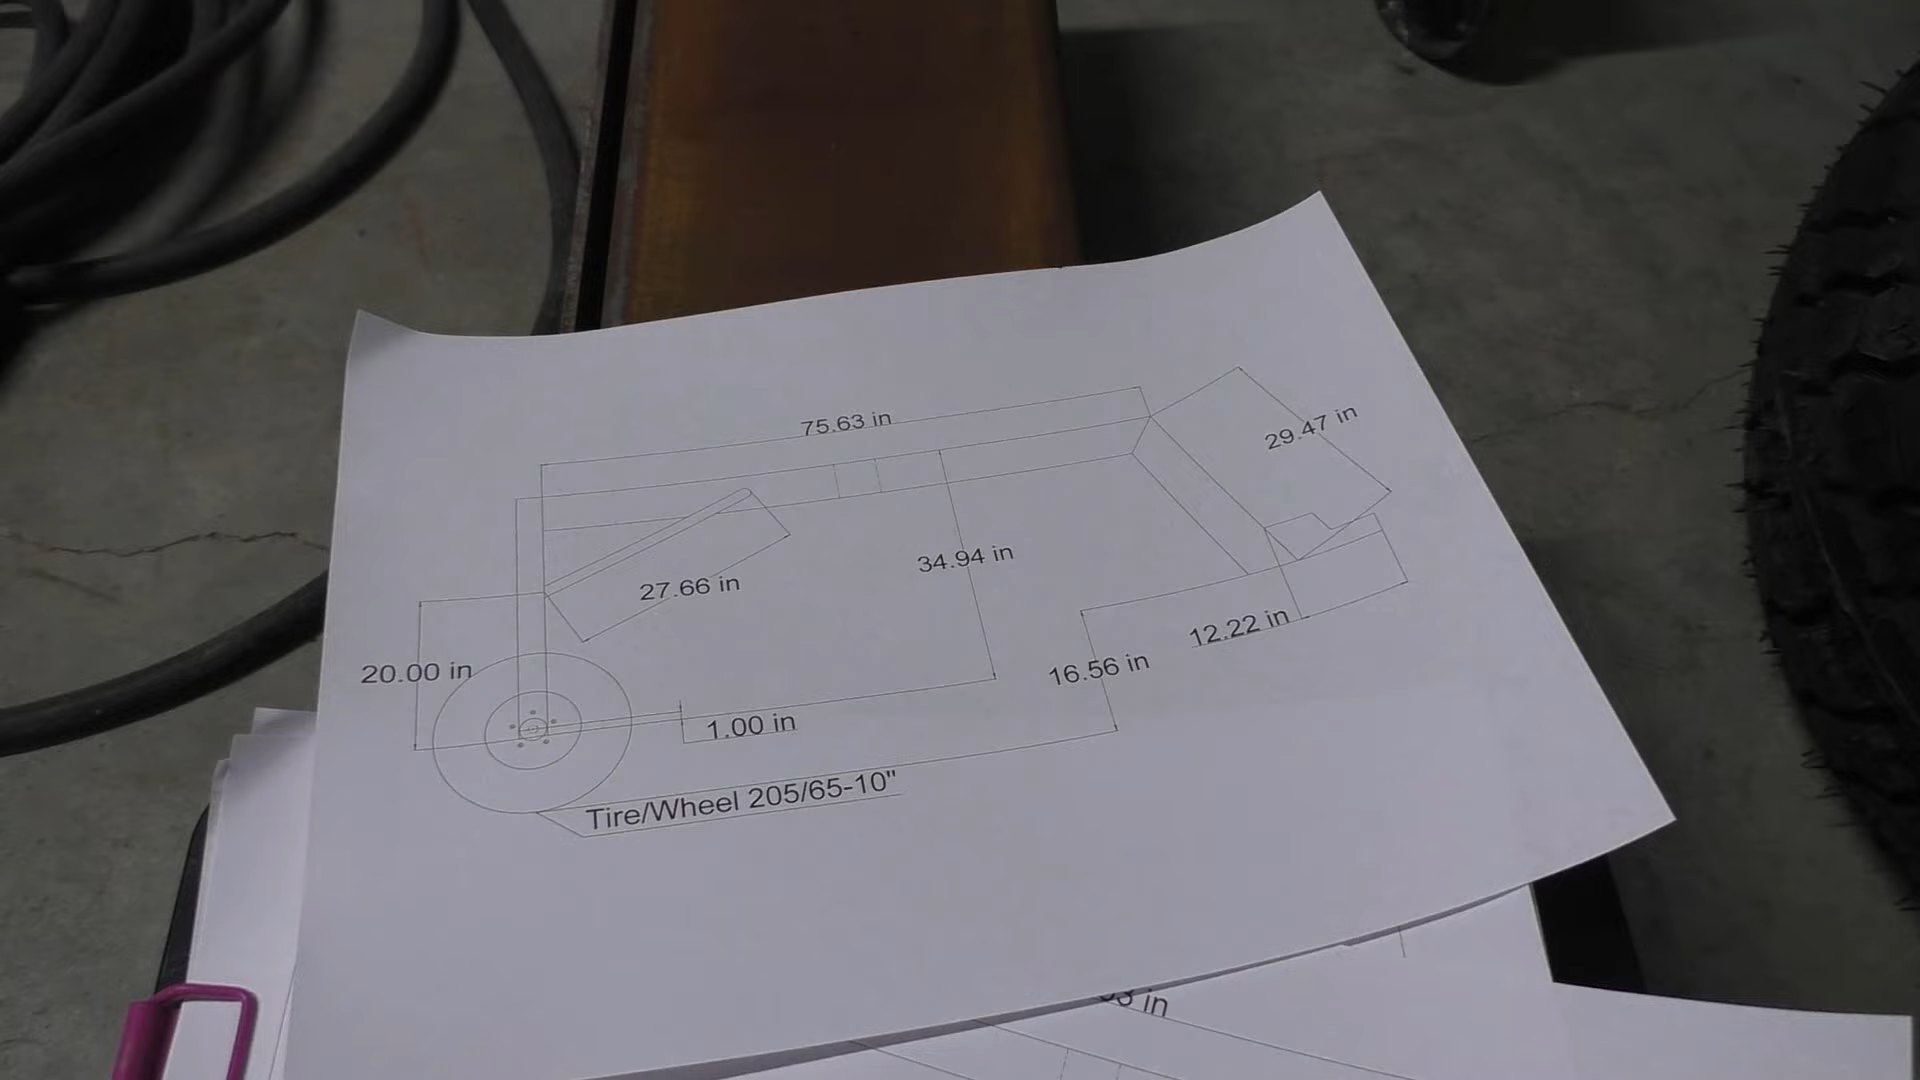 75.63 in
29.47 in
34.94 in
27.66 in
12.22 in
20.00 in
16.56 in
1.00 in
Tire/Wheel 205/65-10"
in